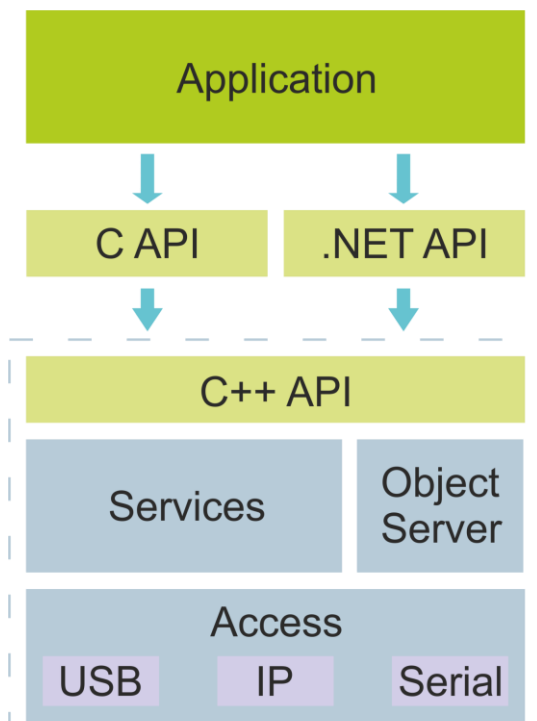 Application
C API
.NET API
C++ API
Services
Object
Server
Access
USB
IP
Serial